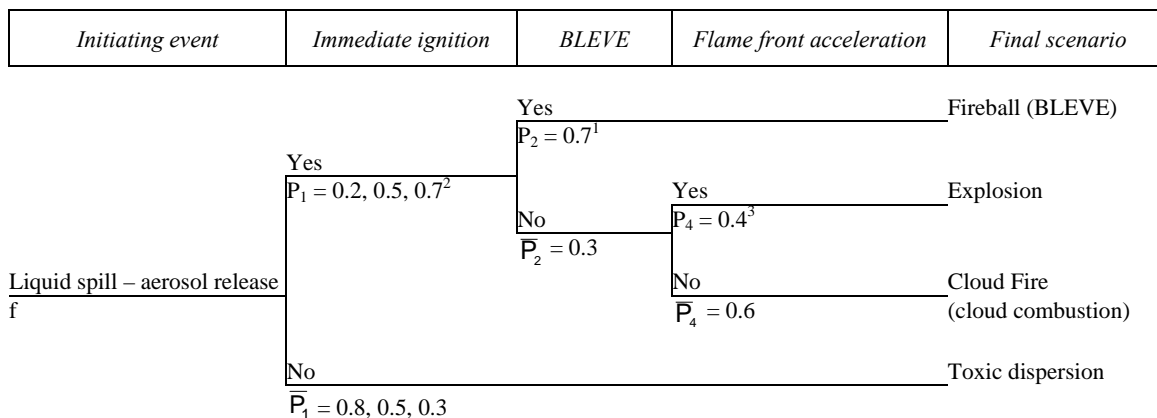 Initiating event Immediate ignition BLEVE Flame front acceleration Final scenario
Yes Fireball (BLEVE)
P₂ = 0.7¹
Yes
P₁ = 0.2, 0.5, 0.7²
Yes Explosion
P₄ = 0.4³
No
P̅₂ = 0.3
Liquid spill – aerosol release
f
No Cloud Fire
P̅₄ = 0.6 (cloud combustion)
No Toxic dispersion
P̅₁ = 0.8, 0.5, 0.3